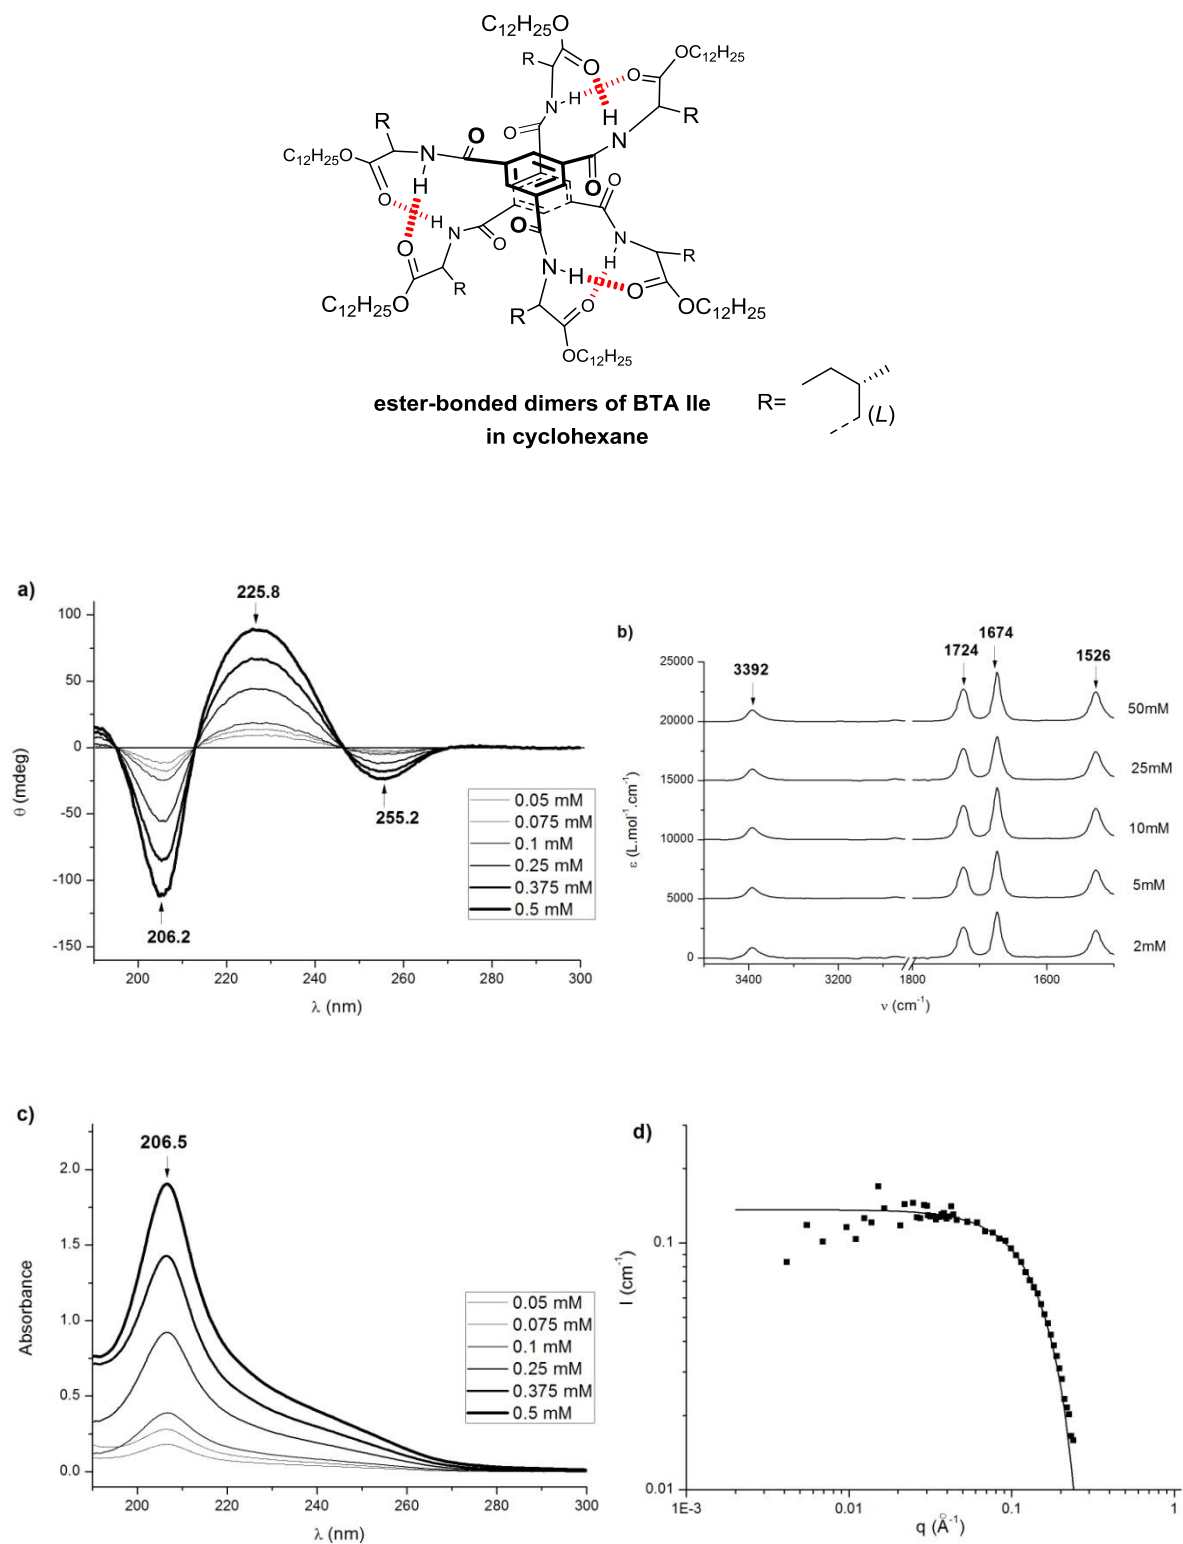 C12H25O
R
O
O
OC12H25
N
H
H
N
R
O
R
O
C12H25O
N
O
O
O
H
O
H
N
O
O
N
O
H
R
O
R
N
H
O
C12H25O
R
O
OC12H25
OC12H25
OC12H25
ester-bonded dimers of BTA Ile
in cyclohexane
R=
(L)
a)
225.8
206.2
255.2
100
50
0
-50
-100
-150
θ (mdeg)
200 220 240 260 280 300
λ (nm)
0.05 mM
0.075 mM
0.1 mM
0.25 mM
0.375 mM
0.5 mM
b)
3392
1724
1674
1526
25000
20000
15000
10000
5000
0
ε (L.mol-1.cm-1)
50mM
25mM
10mM
5mM
2mM
3400 3200 1800 1600
ν (cm-1)
c)
206.5
2.0
1.5
1.0
0.5
0.0
Absorbance
200 220 240 260 280 300
λ (nm)
0.05 mM
0.075 mM
0.1 mM
0.25 mM
0.375 mM
0.5 mM
d)
0.1
0.01
I (cm-1)
1E-3 0.01 0.1 1
q (Å-1)